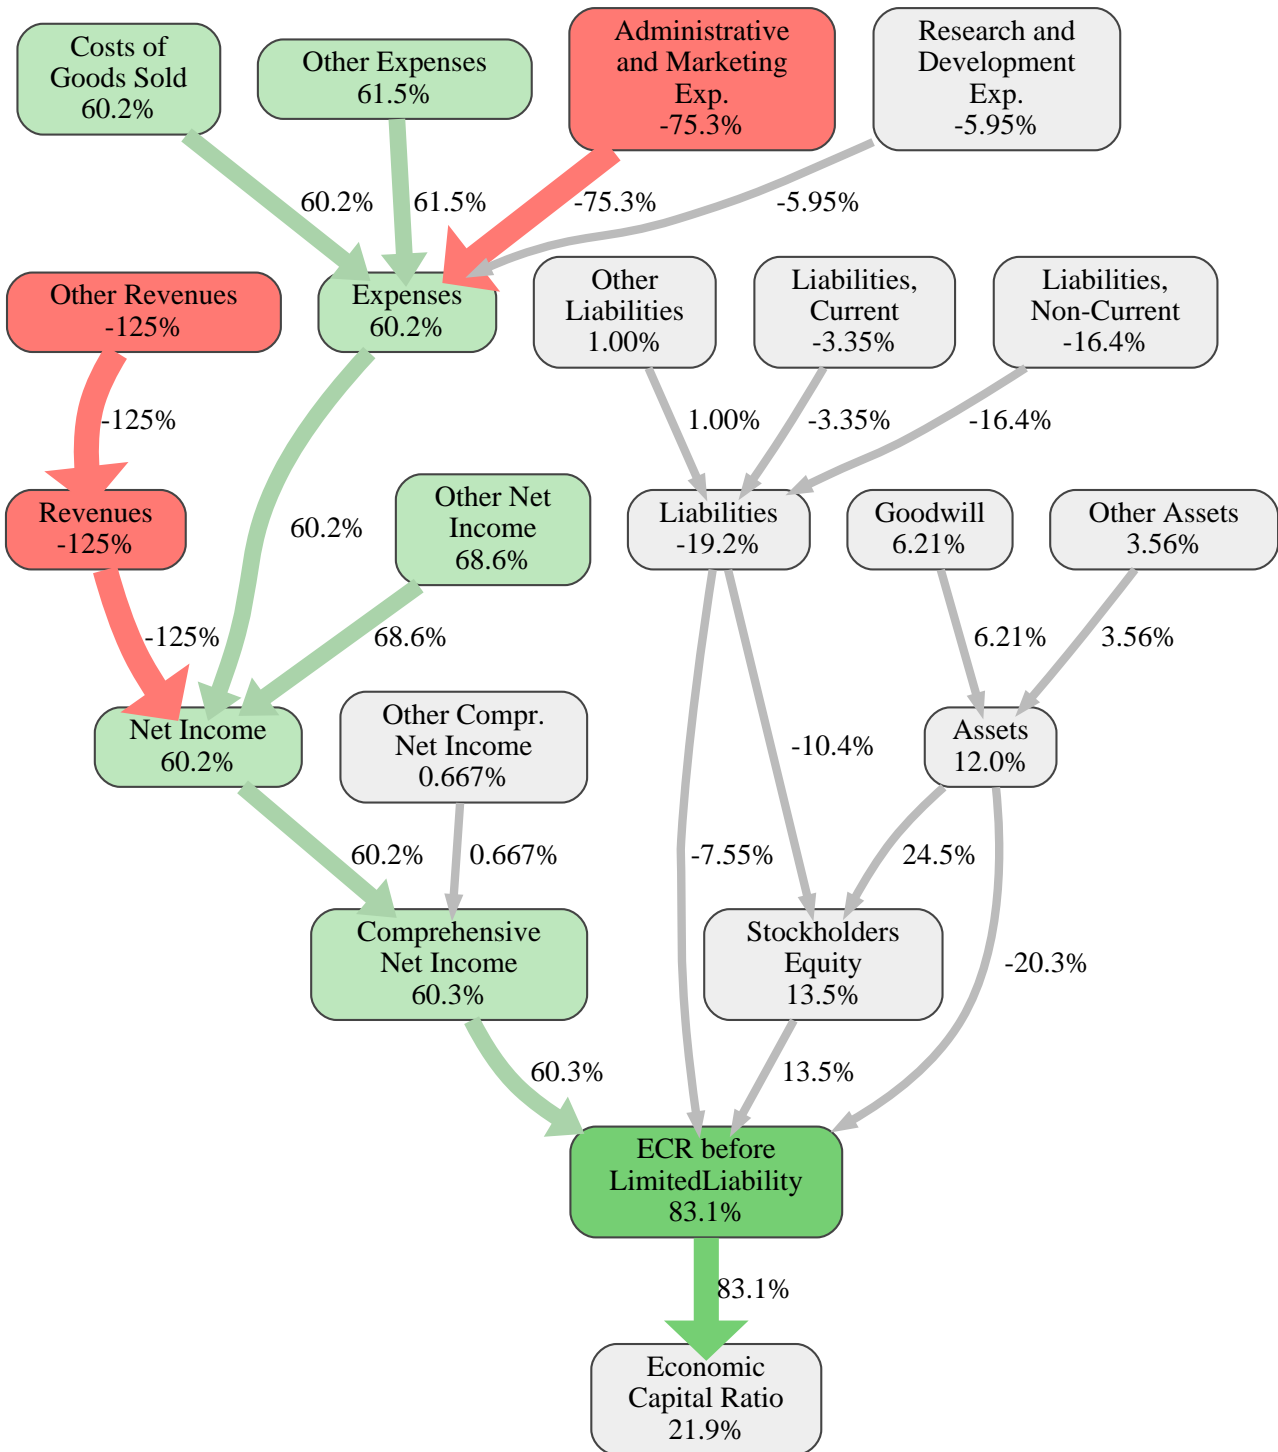 Costs of
Goods Sold
60.2%
Other Expenses
61.5%
Administrative
and Marketing
Exp.
-75.3%
Research and
Development
Exp.
-5.95%
60.2%
61.5%
-75.3%
-5.95%
Other Revenues
-125%
Expenses
60.2%
Other
Liabilities
1.00%
Liabilities,
Current
-3.35%
Liabilities,
Non-Current
-16.4%
-125%
1.00%
-3.35%
-16.4%
Revenues
-125%
60.2%
Other Net
Income
68.6%
Liabilities
-19.2%
Goodwill
6.21%
Other Assets
3.56%
-125%
68.6%
6.21%
3.56%
Net Income
60.2%
Other Compr.
Net Income
0.667%
-10.4%
Assets
12.0%
60.2%
0.667%
-7.55%
24.5%
Comprehensive
Net Income
60.3%
Stockholders
Equity
13.5%
-20.3%
60.3%
13.5%
ECR before
LimitedLiability
83.1%
83.1%
Economic
Capital Ratio
21.9%